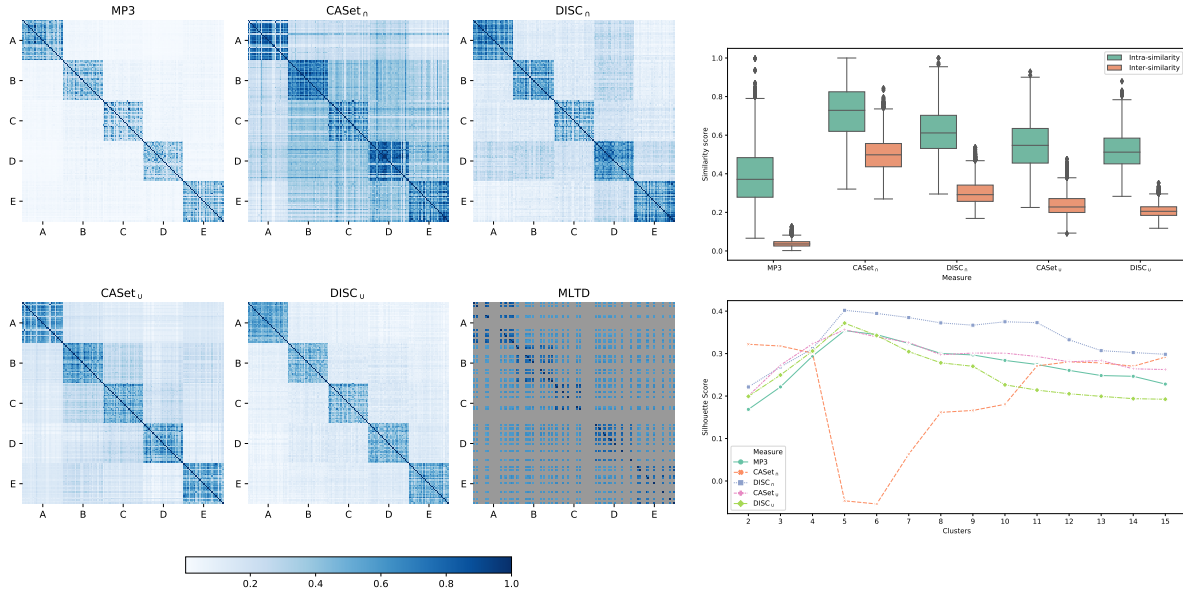 MP3
CASet ∩
DISC ∩
A
B
C
D
E
A B C D E
A B C D E
A B C D E
CASet ∪
DISC ∪
MLTD
A
B
C
D
E
A B C D E
A B C D E
A B C D E
0.2 0.4 0.6 0.8 1.0
Intra-similarity
Inter-similarity
Similarity score
1.0
0.8
0.6
0.4
0.2
0.0
MP3 CASet ∩ DISC ∩ CASet ∪ DISC ∪
Measure
Silhouette Score
0.4
0.3
0.2
0.1
0.0
Measure
MP3
CASet ∩
DISC ∩
CASet ∪
DISC ∪
2 3 4 5 6 7 8 9 10 11 12 13 14 15
Clusters